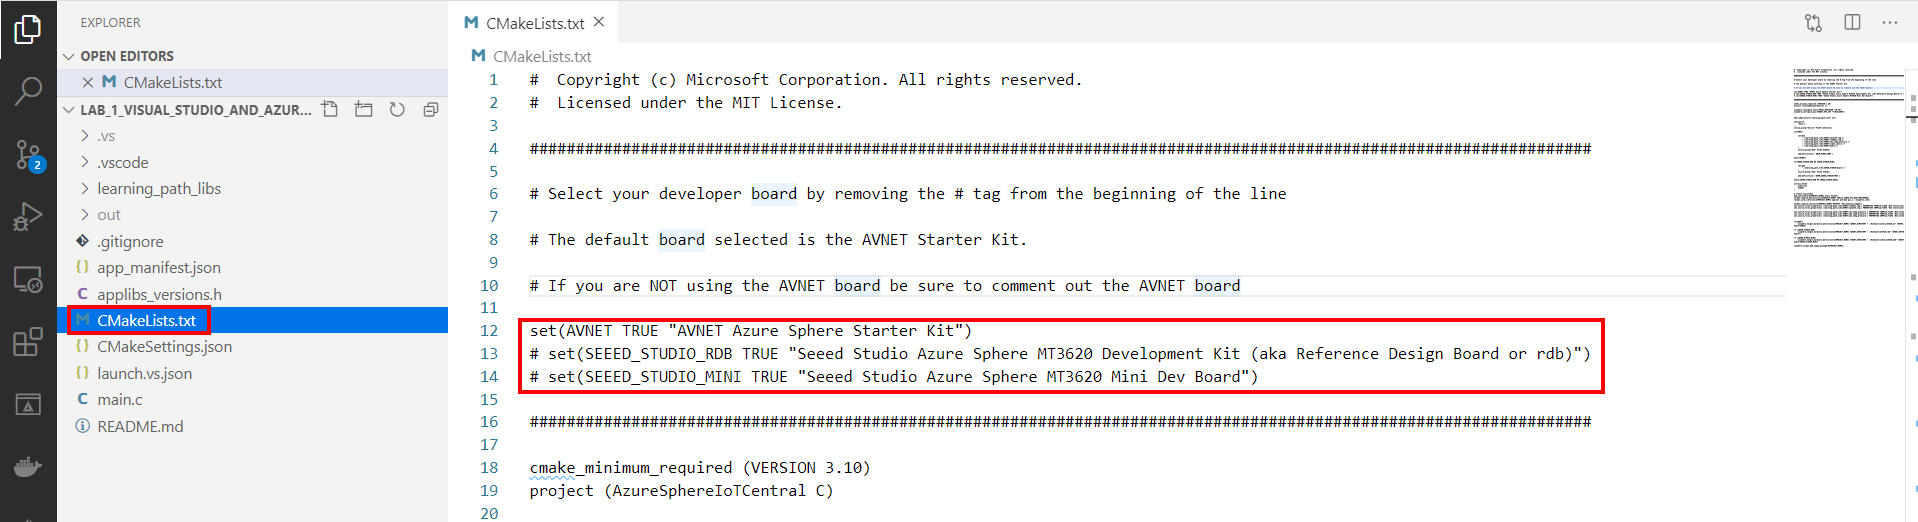 EXPLORER
OPEN EDITORS
CMakeLists.txt
LAB_1_VISUAL_STUDIO_AND_AZUR...
.vs
.vscode
learning_path_libs
out
.gitignore
app_manifest.json
applibs_versions.h
CMakeLists.txt
CMakeSettings.json
launch.vs.json
main.c
README.md
2
CMakeLists.txt
CMakeLists.txt
1 #  Copyright (c) Microsoft Corporation. All rights reserved.
2 #  Licensed under the MIT License.
3
4 ###################################################################################################################
5
6 # Select your developer board by removing the # tag from the beginning of the line
7
8 # The default board selected is the AVNET Starter Kit.
9
10 # If you are NOT using the AVNET board be sure to comment out the AVNET board
11
12 set(AVNET TRUE "AVNET Azure Sphere Starter Kit")
13 # set(SEEED_STUDIO_RDB TRUE "Seeed Studio Azure Sphere MT3620 Development Kit (aka Reference Design Board or rdb)")
14 # set(SEEED_STUDIO_MINI TRUE "Seeed Studio Azure Sphere MT3620 Mini Dev Board")
15
16 ###################################################################################################################
17
18 cmake_minimum_required (VERSION 3.10)
19 project (AzureSphereIoTCentral C)
20